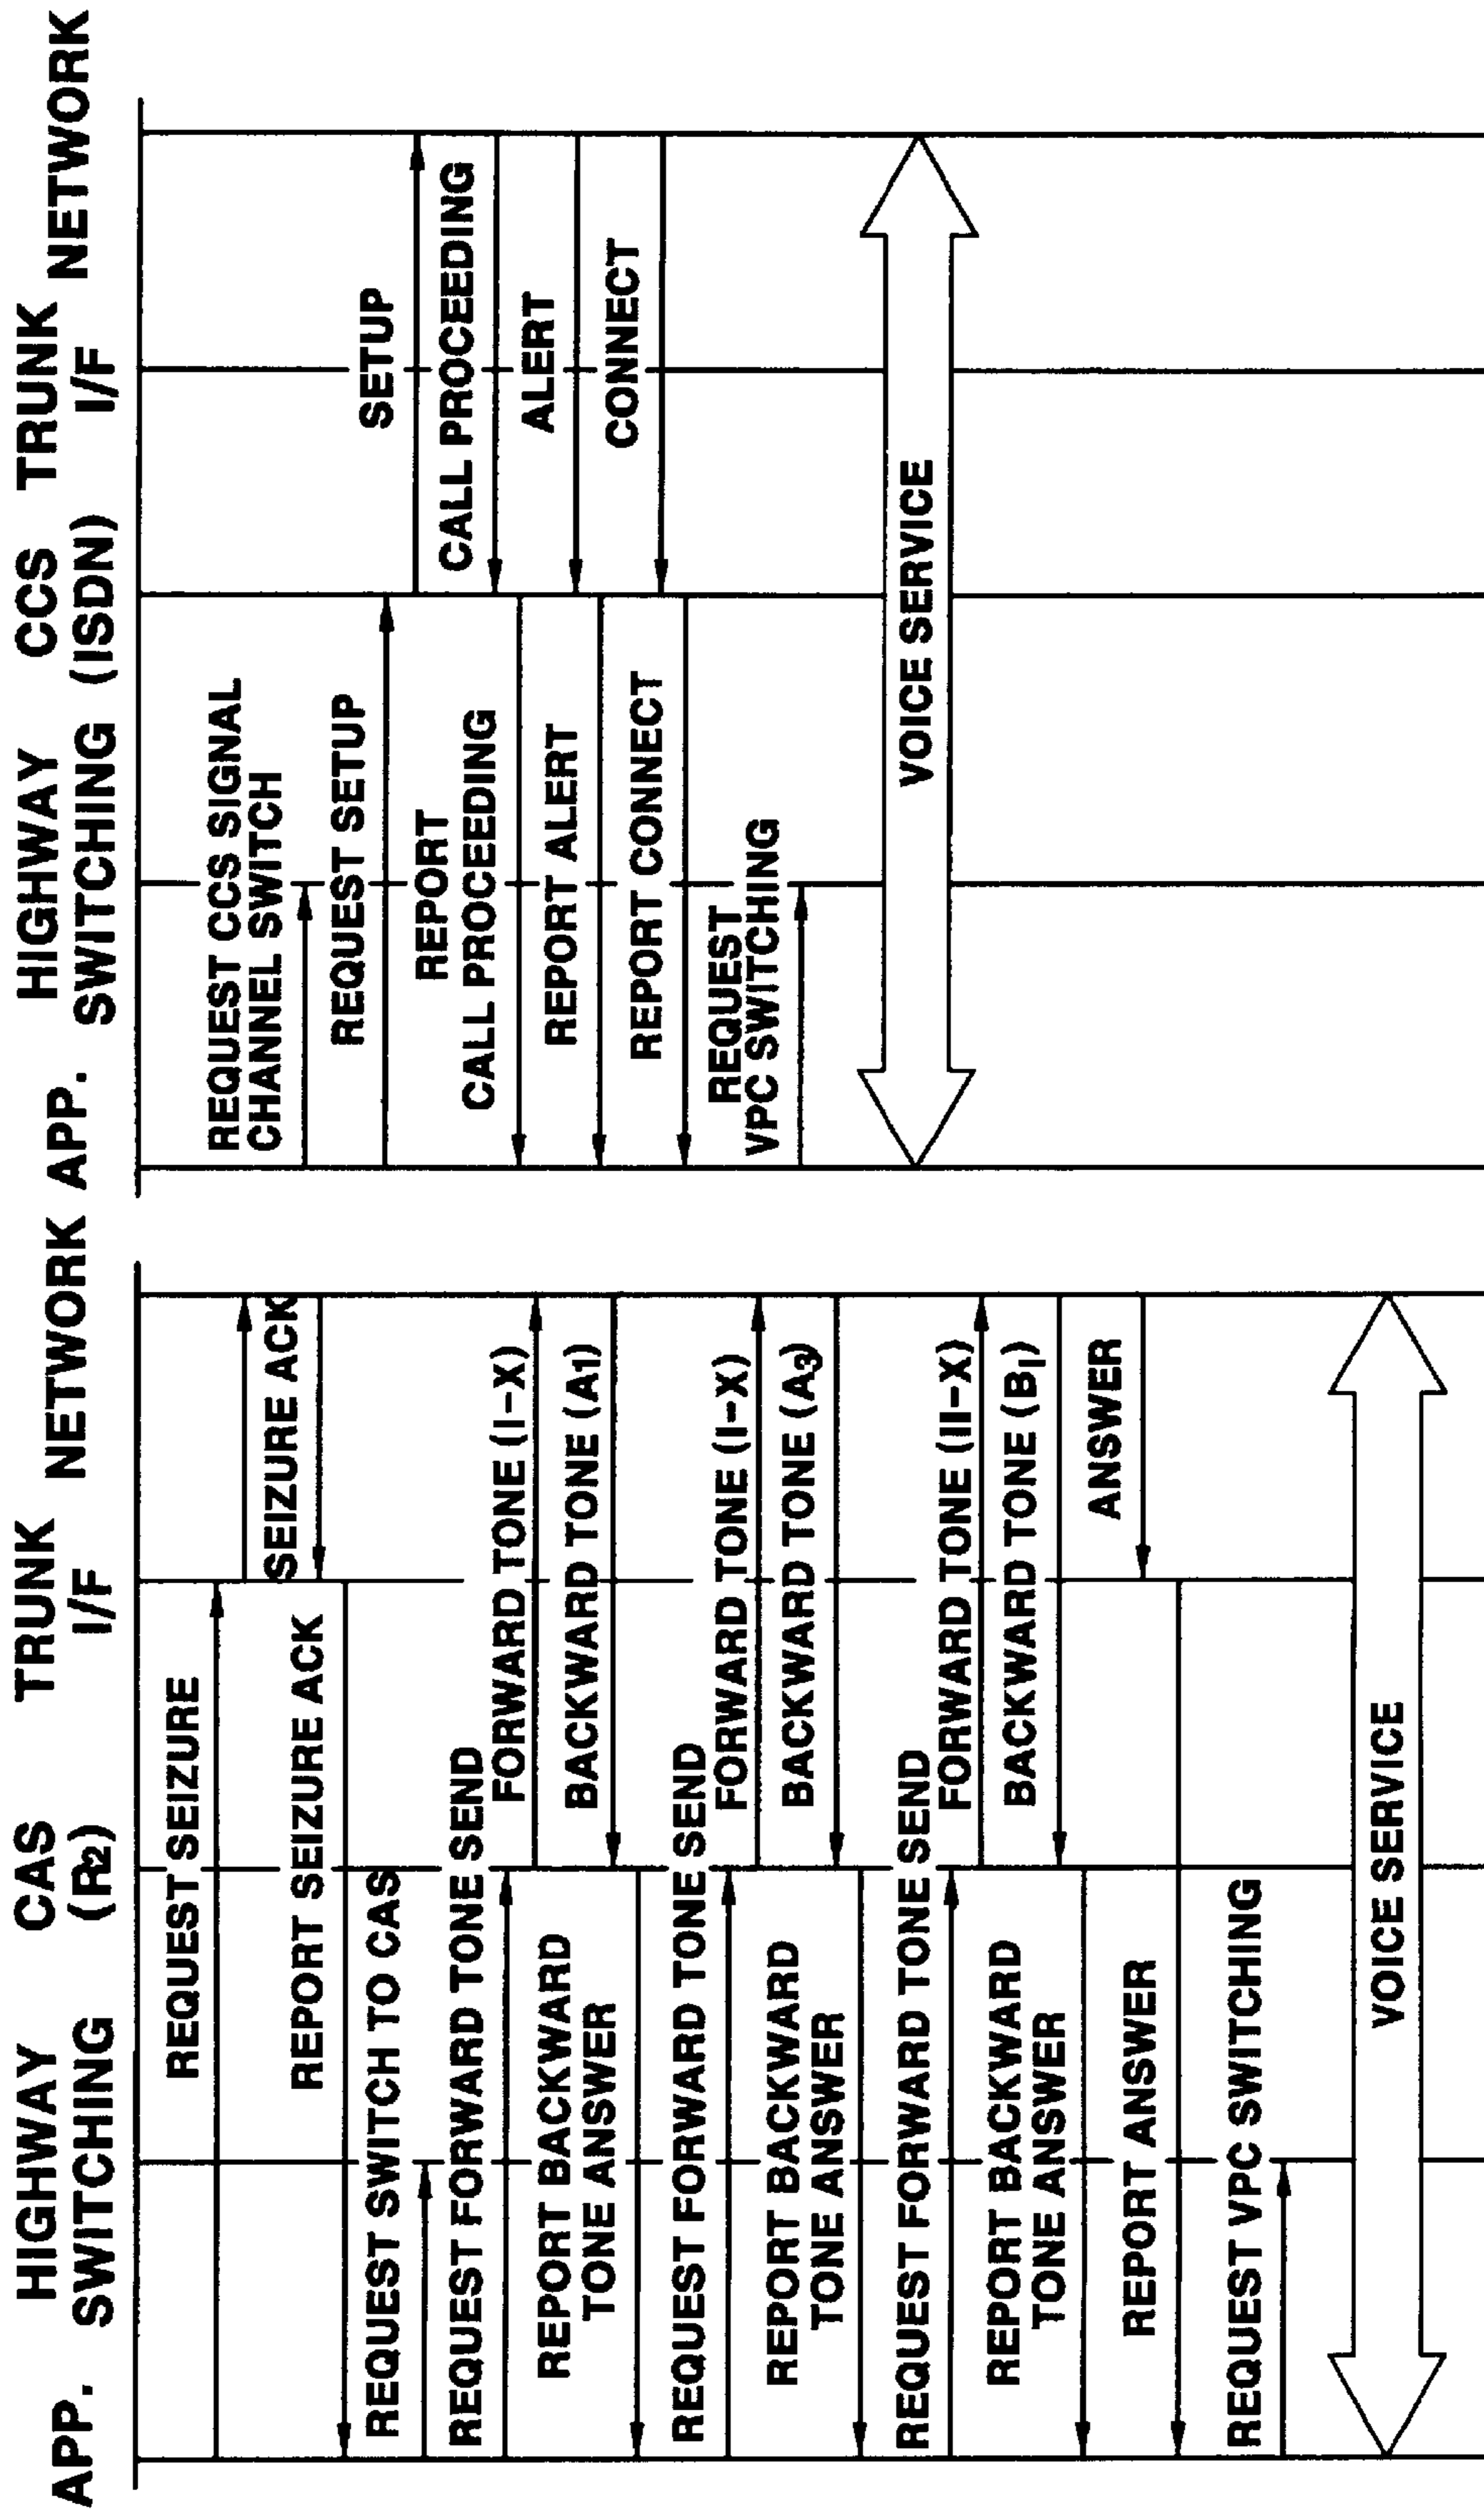 APP.
HIGHWAY
SWITCHING
CAS
(R2)
TRUNK
I/F
NETWORK
REQUEST SEIZURE
SEIZURE ACK
REPORT SEIZURE ACK
REQUEST SWITCH TO CAS
REQUEST FORWARD TONE SEND
FORWARD TONE (I-X)
BACKWARD TONE (A1)
REPORT BACKWARD
TONE ANSWER
REQUEST FORWARD TONE SEND
FORWARD TONE (I-X)
BACKWARD TONE (A3)
REPORT BACKWARD
TONE ANSWER
REQUEST FORWARD TONE SEND
FORWARD TONE (II-X)
BACKWARD TONE (B1)
REPORT BACKWARD
TONE ANSWER
ANSWER
REPORT ANSWER
REQUEST VPC SWITCHING
VOICE SERVICE
APP.
HIGHWAY
SWITCHING
CCS
(ISDN)
TRUNK
I/F
NETWORK
REQUEST CCS SIGNAL
CHANNEL SWITCH
REQUEST SETUP
SETUP
CALL PROCEEDING
REPORT
CALL PROCEEDING
ALERT
REPORT ALERT
CONNECT
REPORT CONNECT
REQUEST
VPC SWITCHING
VOICE SERVICE